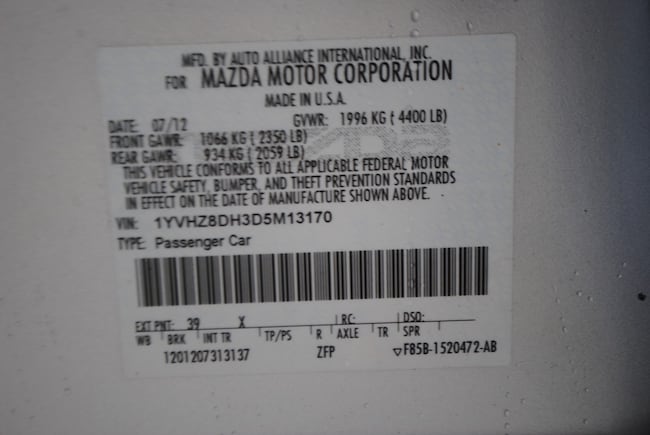 MFD. BY AUTO ALLIANCE INTERNATIONAL, INC.
FOR MAZDA MOTOR CORPORATION
MADE IN U.S.A.
DATE: 07/12 GVWR: 1996 KG ( 4400 LB)
FRONT GAWR: 1066 KG ( 2350 LB)
REAR GAWR: 934 KG ( 2059 LB)
THIS VEHICLE CONFORMS TO ALL APPLICABLE FEDERAL MOTOR
VEHICLE SAFETY, BUMPER, AND THEFT PREVENTION STANDARDS
IN EFFECT ON THE DATE OF MANUFACTURE SHOWN ABOVE.
VIN: 1YVHZ8DH3D5M13170
TYPE: Passenger Car
EXT PNT: 39 X RC: DSO:
WB BRK INT TR TP/PS R AXLE TR SPR
1201207313137 ZFP ▽F85B-1520472-AB